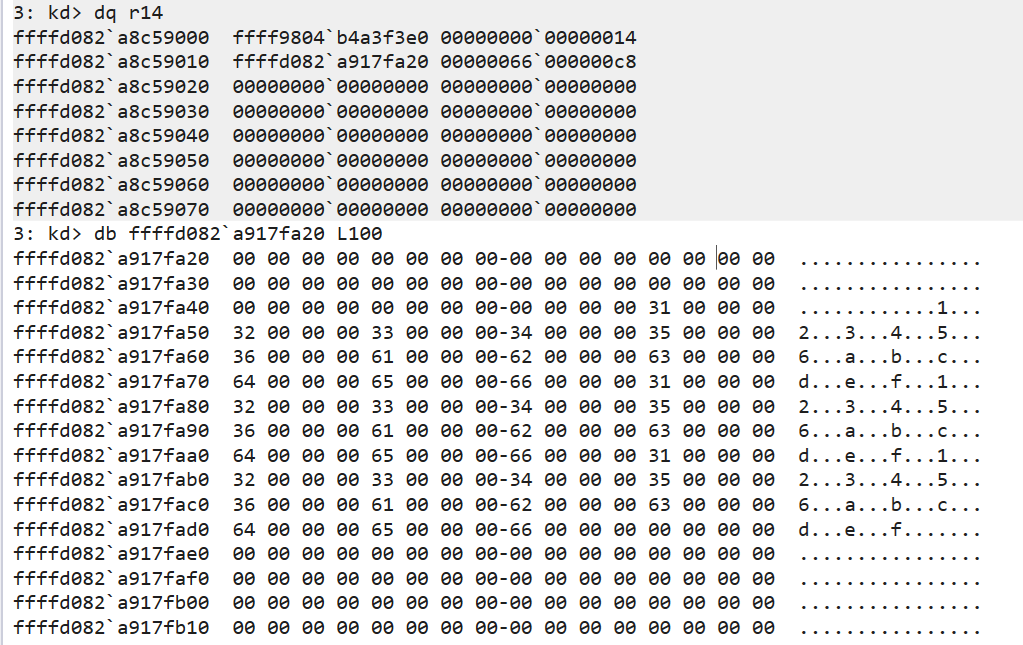 3: kd> dq r14
ffffd082`a8c59000  ffff9804`b4a3f3e0 00000000`00000014
ffffd082`a8c59010  ffffd082`a917fa20 00000066`000000c8
ffffd082`a8c59020  00000000`00000000 00000000`00000000
ffffd082`a8c59030  00000000`00000000 00000000`00000000
ffffd082`a8c59040  00000000`00000000 00000000`00000000
ffffd082`a8c59050  00000000`00000000 00000000`00000000
ffffd082`a8c59060  00000000`00000000 00000000`00000000
ffffd082`a8c59070  00000000`00000000 00000000`00000000
3: kd> db ffffd082`a917fa20 L100
ffffd082`a917fa20  00 00 00 00 00 00 00 00-00 00 00 00 00 00 00 00  ................
ffffd082`a917fa30  00 00 00 00 00 00 00 00-00 00 00 00 00 00 00 00  ................
ffffd082`a917fa40  00 00 00 00 00 00 00 00-00 00 00 00 31 00 00 00  ............1...
ffffd082`a917fa50  32 00 00 00 33 00 00 00-34 00 00 00 35 00 00 00  2...3...4...5...
ffffd082`a917fa60  36 00 00 00 61 00 00 00-62 00 00 00 63 00 00 00  6...a...b...c...
ffffd082`a917fa70  64 00 00 00 65 00 00 00-66 00 00 00 31 00 00 00  d...e...f...1...
ffffd082`a917fa80  32 00 00 00 33 00 00 00-34 00 00 00 35 00 00 00  2...3...4...5...
ffffd082`a917fa90  36 00 00 00 61 00 00 00-62 00 00 00 63 00 00 00  6...a...b...c...
ffffd082`a917faa0  64 00 00 00 65 00 00 00-66 00 00 00 31 00 00 00  d...e...f...1...
ffffd082`a917fab0  32 00 00 00 33 00 00 00-34 00 00 00 35 00 00 00  2...3...4...5...
ffffd082`a917fac0  36 00 00 00 61 00 00 00-62 00 00 00 63 00 00 00  6...a...b...c...
ffffd082`a917fad0  64 00 00 00 65 00 00 00-66 00 00 00 00 00 00 00  d...e...f.......
ffffd082`a917fae0  00 00 00 00 00 00 00 00-00 00 00 00 00 00 00 00  ................
ffffd082`a917faf0  00 00 00 00 00 00 00 00-00 00 00 00 00 00 00 00  ................
ffffd082`a917fb00  00 00 00 00 00 00 00 00-00 00 00 00 00 00 00 00  ................
ffffd082`a917fb10  00 00 00 00 00 00 00 00-00 00 00 00 00 00 00 00  ................